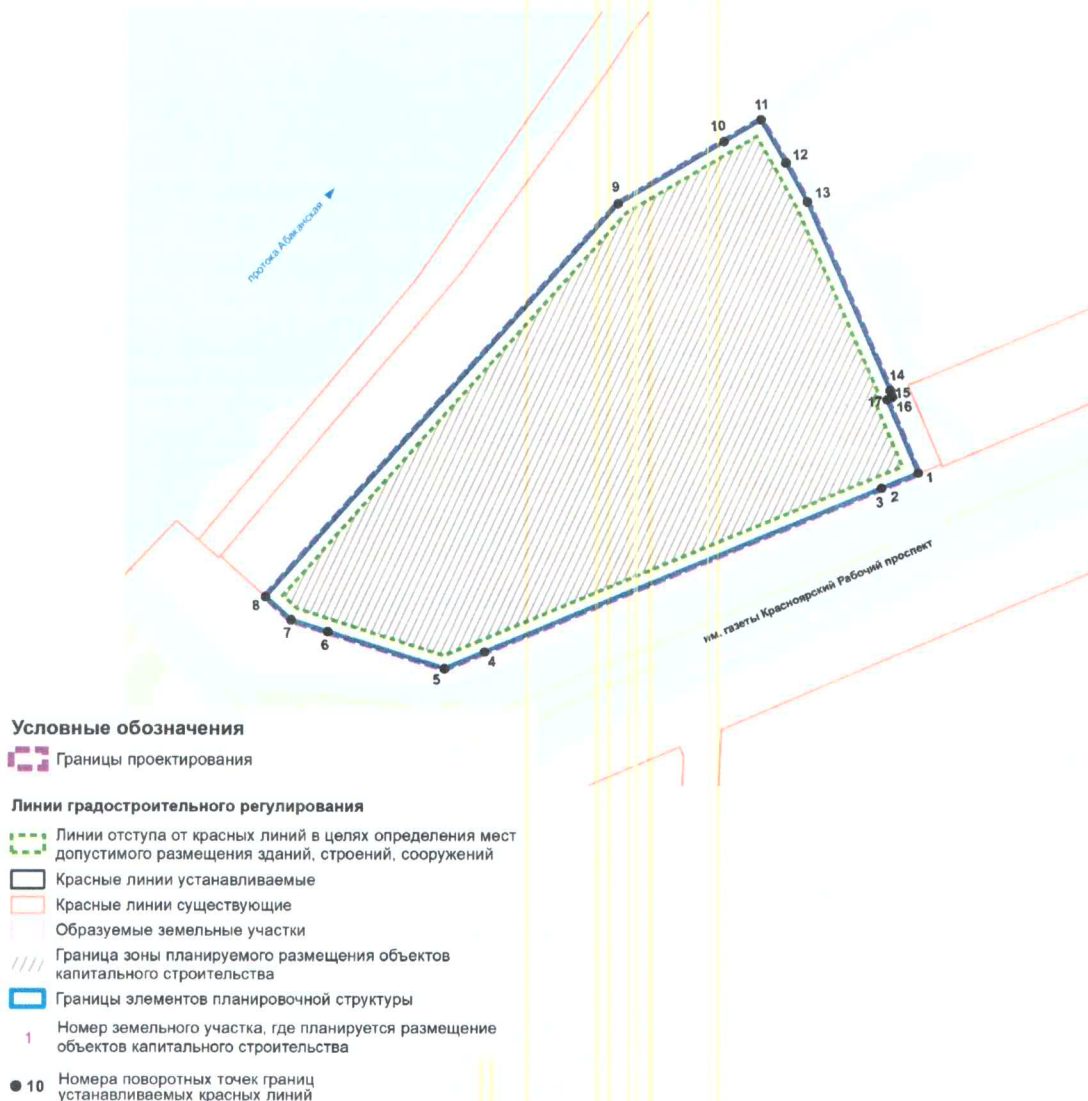 11
10
12
9
13
протока Абаканская
14
15
17
16
1
3
2
им. газеты Красноярский Рабочий проспект
8
7
6
4
5
Условные обозначения
Границы проектирования
Линии градостроительного регулирования
Линии отступа от красных линий в целях определения мест
допустимого размещения зданий, строений, сооружений
Красные линии устанавливаемые
Красные линии существующие
Образуемые земельные участки
Граница зоны планируемого размещения объектов
капитального строительства
Границы элементов планировочной структуры
1 Номер земельного участка, где планируется размещение
объектов капитального строительства
10 Номера поворотных точек границ
устанавливаемых красных линий